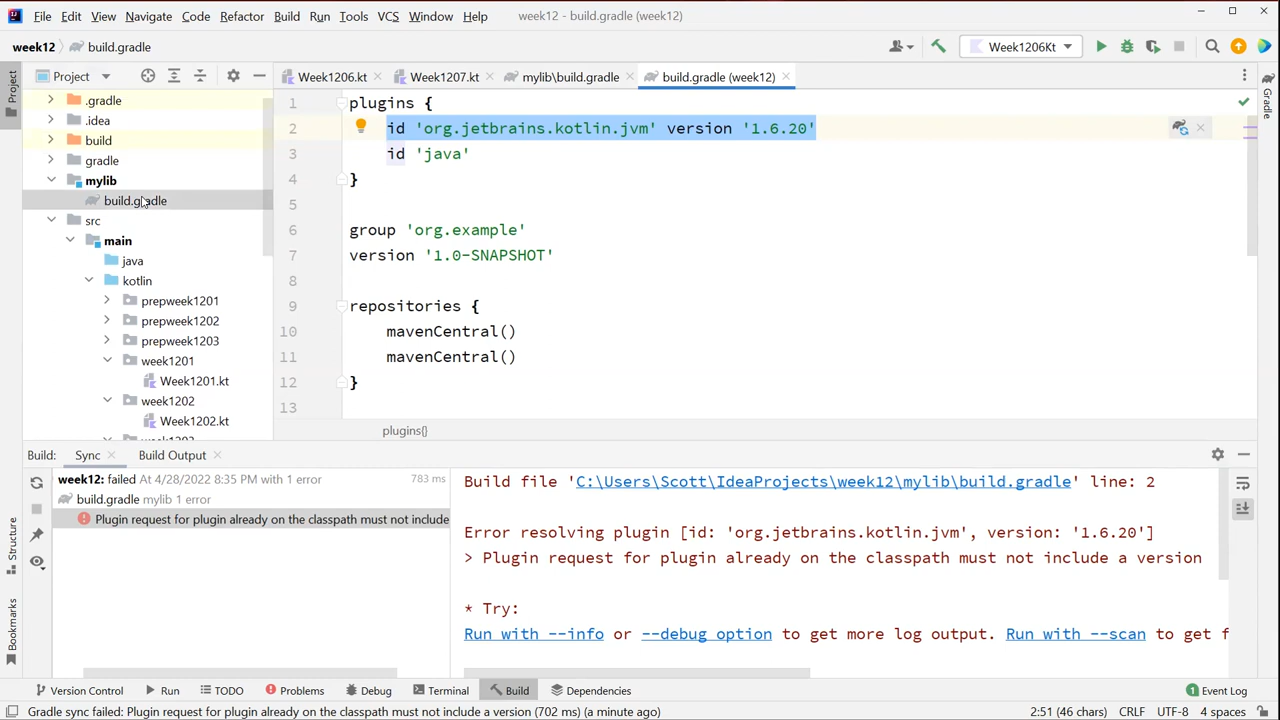 File Edit View Navigate Code Refactor Build Run Tools VCS Window Help week12 - build.gradle (week12)
week12 build.gradle Week1206Kt
Project Project Week1206.kt Week1207.kt mylib\build.gradle build.gradle (week12) Gradle
.gradle
.idea
build
gradle
mylib
build.gradle
src
main
java
kotlin
prepweek1201
prepweek1202
prepweek1203
week1201
Week1201.kt
week1202
Week1202.kt
1 plugins {
2 id 'org.jetbrains.kotlin.jvm' version '1.6.20'
3 id 'java'
4 }
5
6 group 'org.example'
7 version '1.0-SNAPSHOT'
8
9 repositories {
10 mavenCentral()
11 mavenCentral()
12 }
13
plugins{}
Build: Sync Build Output
week12: failed At 4/28/2022 8:35 PM with 1 error 783 ms
build.gradle mylib 1 error
Plugin request for plugin already on the classpath must not include
Build file 'C:\Users\Scott\IdeaProjects\week12\mylib\build.gradle' line: 2
Error resolving plugin [id: 'org.jetbrains.kotlin.jvm', version: '1.6.20']
> Plugin request for plugin already on the classpath must not include a version
* Try:
Run with --info or --debug option to get more log output. Run with --scan to get f
Structure
Bookmarks
Version Control Run TODO Problems Debug Terminal Build Dependencies 1 Event Log
Gradle sync failed: Plugin request for plugin already on the classpath must not include a version (702 ms) (a minute ago) 2:51 (46 chars) CRLF UTF-8 4 spaces